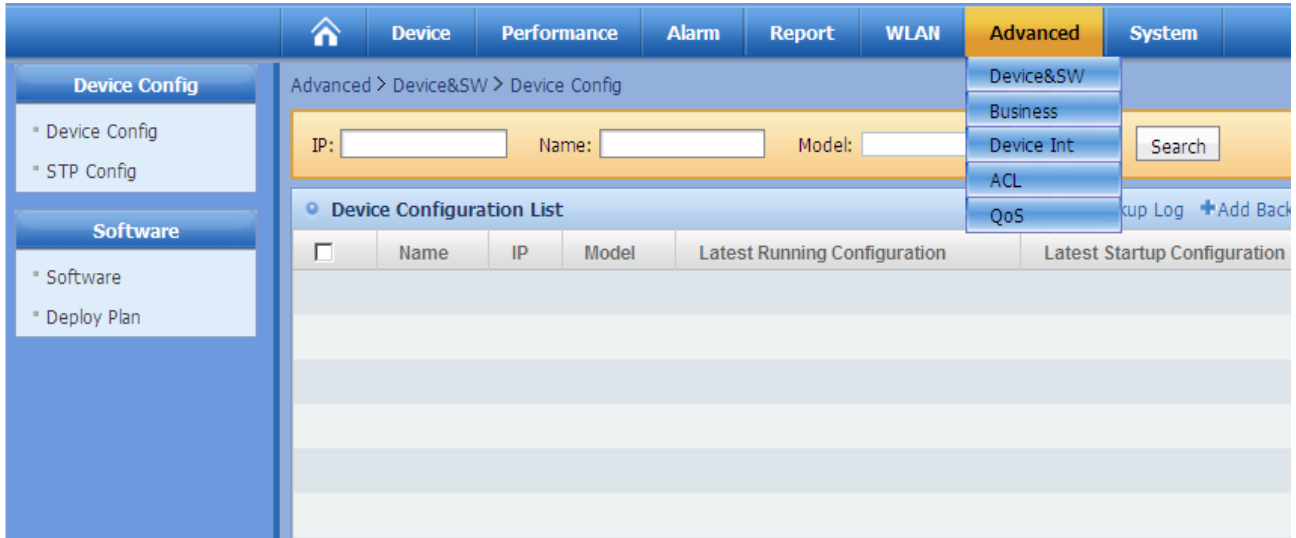 Device Performance Alarm Report WLAN Advanced System
Device Config
Device Config
STP Config
Software
Software
Deploy Plan
Advanced > Device&SW > Device Config
Device&SW
Business
Device Int
ACL
QoS
IP: Name: Model: Search
Device Configuration List
Log Add
Name IP Model Latest Running Configuration Latest Startup Configuration